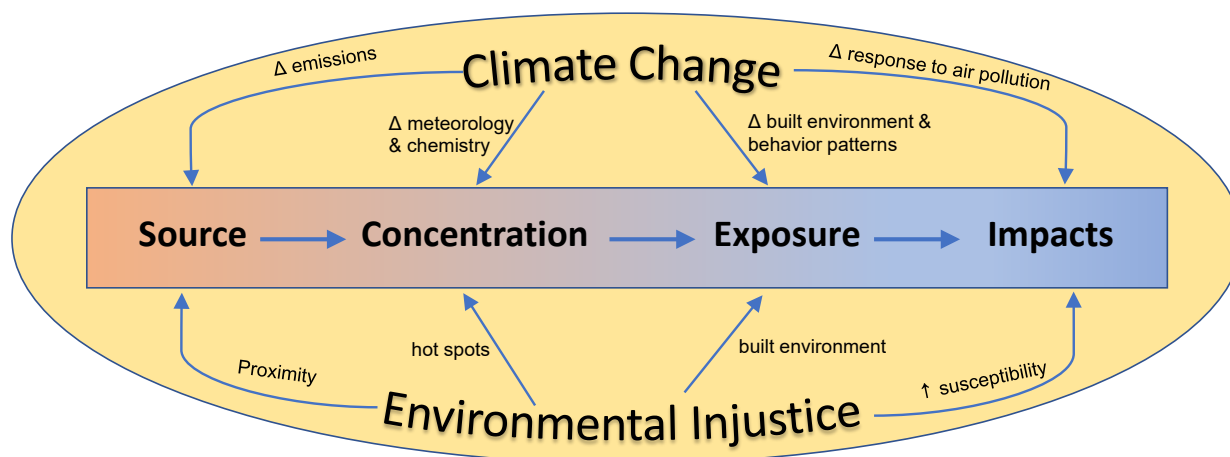 Δ emissions
Climate Change
Δ response to air pollution
Δ meteorology
& chemistry
Δ built environment &
behavior patterns
Source
Concentration
Exposure
Impacts
hot spots
built environment
Proximity
↑ susceptibility
Environmental Injustice